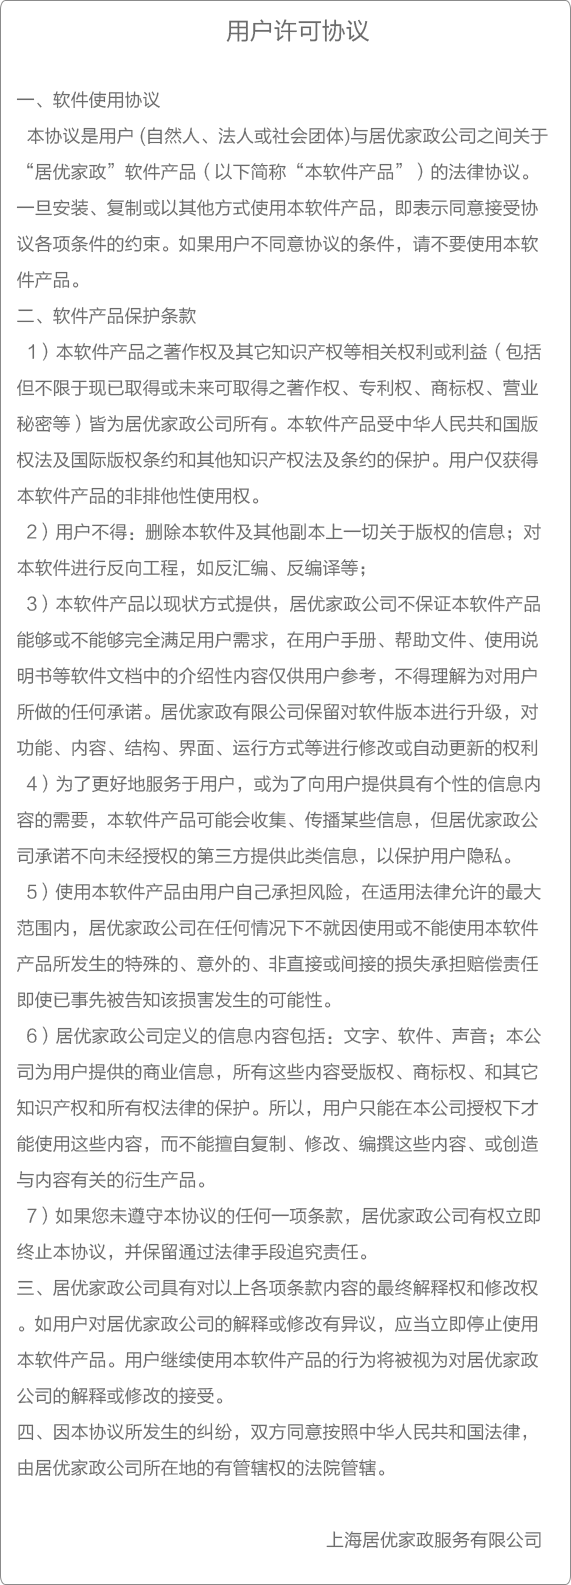 用户许可协议
一、软件使用协议
本协议是用户 (自然人、法人或社会团体)与居优家政公司之间关于
“居优家政”软件产品（以下简称“本软件产品”）的法律协议。
一旦安装、复制或以其他方式使用本软件产品，即表示同意接受协
议各项条件的约束。如果用户不同意协议的条件，请不要使用本软
件产品。
二、软件产品保护条款
1）本软件产品之著作权及其它知识产权等相关权利或利益（包括
但不限于现已取得或未来可取得之著作权、专利权、商标权、营业
秘密等）皆为居优家政公司所有。本软件产品受中华人民共和国版
权法及国际版权条约和其他知识产权法及条约的保护。用户仅获得
本软件产品的非排他性使用权。
2）用户不得：删除本软件及其他副本上一切关于版权的信息；对
本软件进行反向工程，如反汇编、反编译等；
3）本软件产品以现状方式提供，居优家政公司不保证本软件产品
能够或不能够完全满足用户需求，在用户手册、帮助文件、使用说
明书等软件文档中的介绍性内容仅供用户参考，不得理解为对用户
所做的任何承诺。居优家政有限公司保留对软件版本进行升级，对
功能、内容、结构、界面、运行方式等进行修改或自动更新的权利
4）为了更好地服务于用户，或为了向用户提供具有个性的信息内
容的需要，本软件产品可能会收集、传播某些信息，但居优家政公
司承诺不向未经授权的第三方提供此类信息，以保护用户隐私。
5）使用本软件产品由用户自己承担风险，在适用法律允许的最大
范围内，居优家政公司在任何情况下不就因使用或不能使用本软件
产品所发生的特殊的、意外的、非直接或间接的损失承担赔偿责任
即使已事先被告知该损害发生的可能性。
6）居优家政公司定义的信息内容包括：文字、软件、声音；本公
司为用户提供的商业信息，所有这些内容受版权、商标权、和其它
知识产权和所有权法律的保护。所以，用户只能在本公司授权下才
能使用这些内容，而不能擅自复制、修改、编撰这些内容、或创造
与内容有关的衍生产品。
7）如果您未遵守本协议的任何一项条款，居优家政公司有权立即
终止本协议，并保留通过法律手段追究责任。
三、居优家政公司具有对以上各项条款内容的最终解释权和修改权
。如用户对居优家政公司的解释或修改有异议，应当立即停止使用
本软件产品。用户继续使用本软件产品的行为将被视为对居优家政
公司的解释或修改的接受。
四、因本协议所发生的纠纷，双方同意按照中华人民共和国法律，
由居优家政公司所在地的有管辖权的法院管辖。
上海居优家政服务有限公司